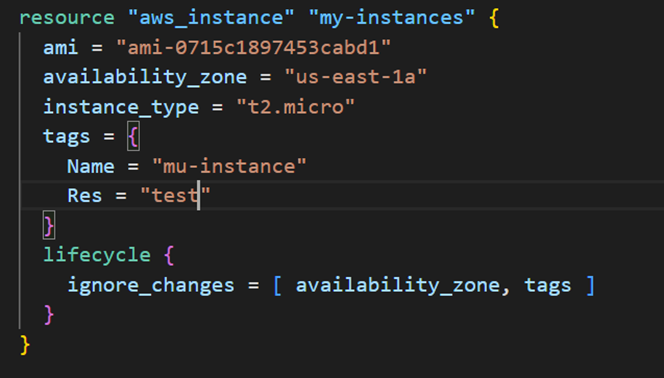 resource "aws_instance" "my-instances" {
  ami = "ami-0715c1897453cabd1"
  availability_zone = "us-east-1a"
  instance_type = "t2.micro"
  tags = {
    Name = "mu-instance"
    Res = "test"
  }
  lifecycle {
    ignore_changes = [ availability_zone, tags ]
  }
}